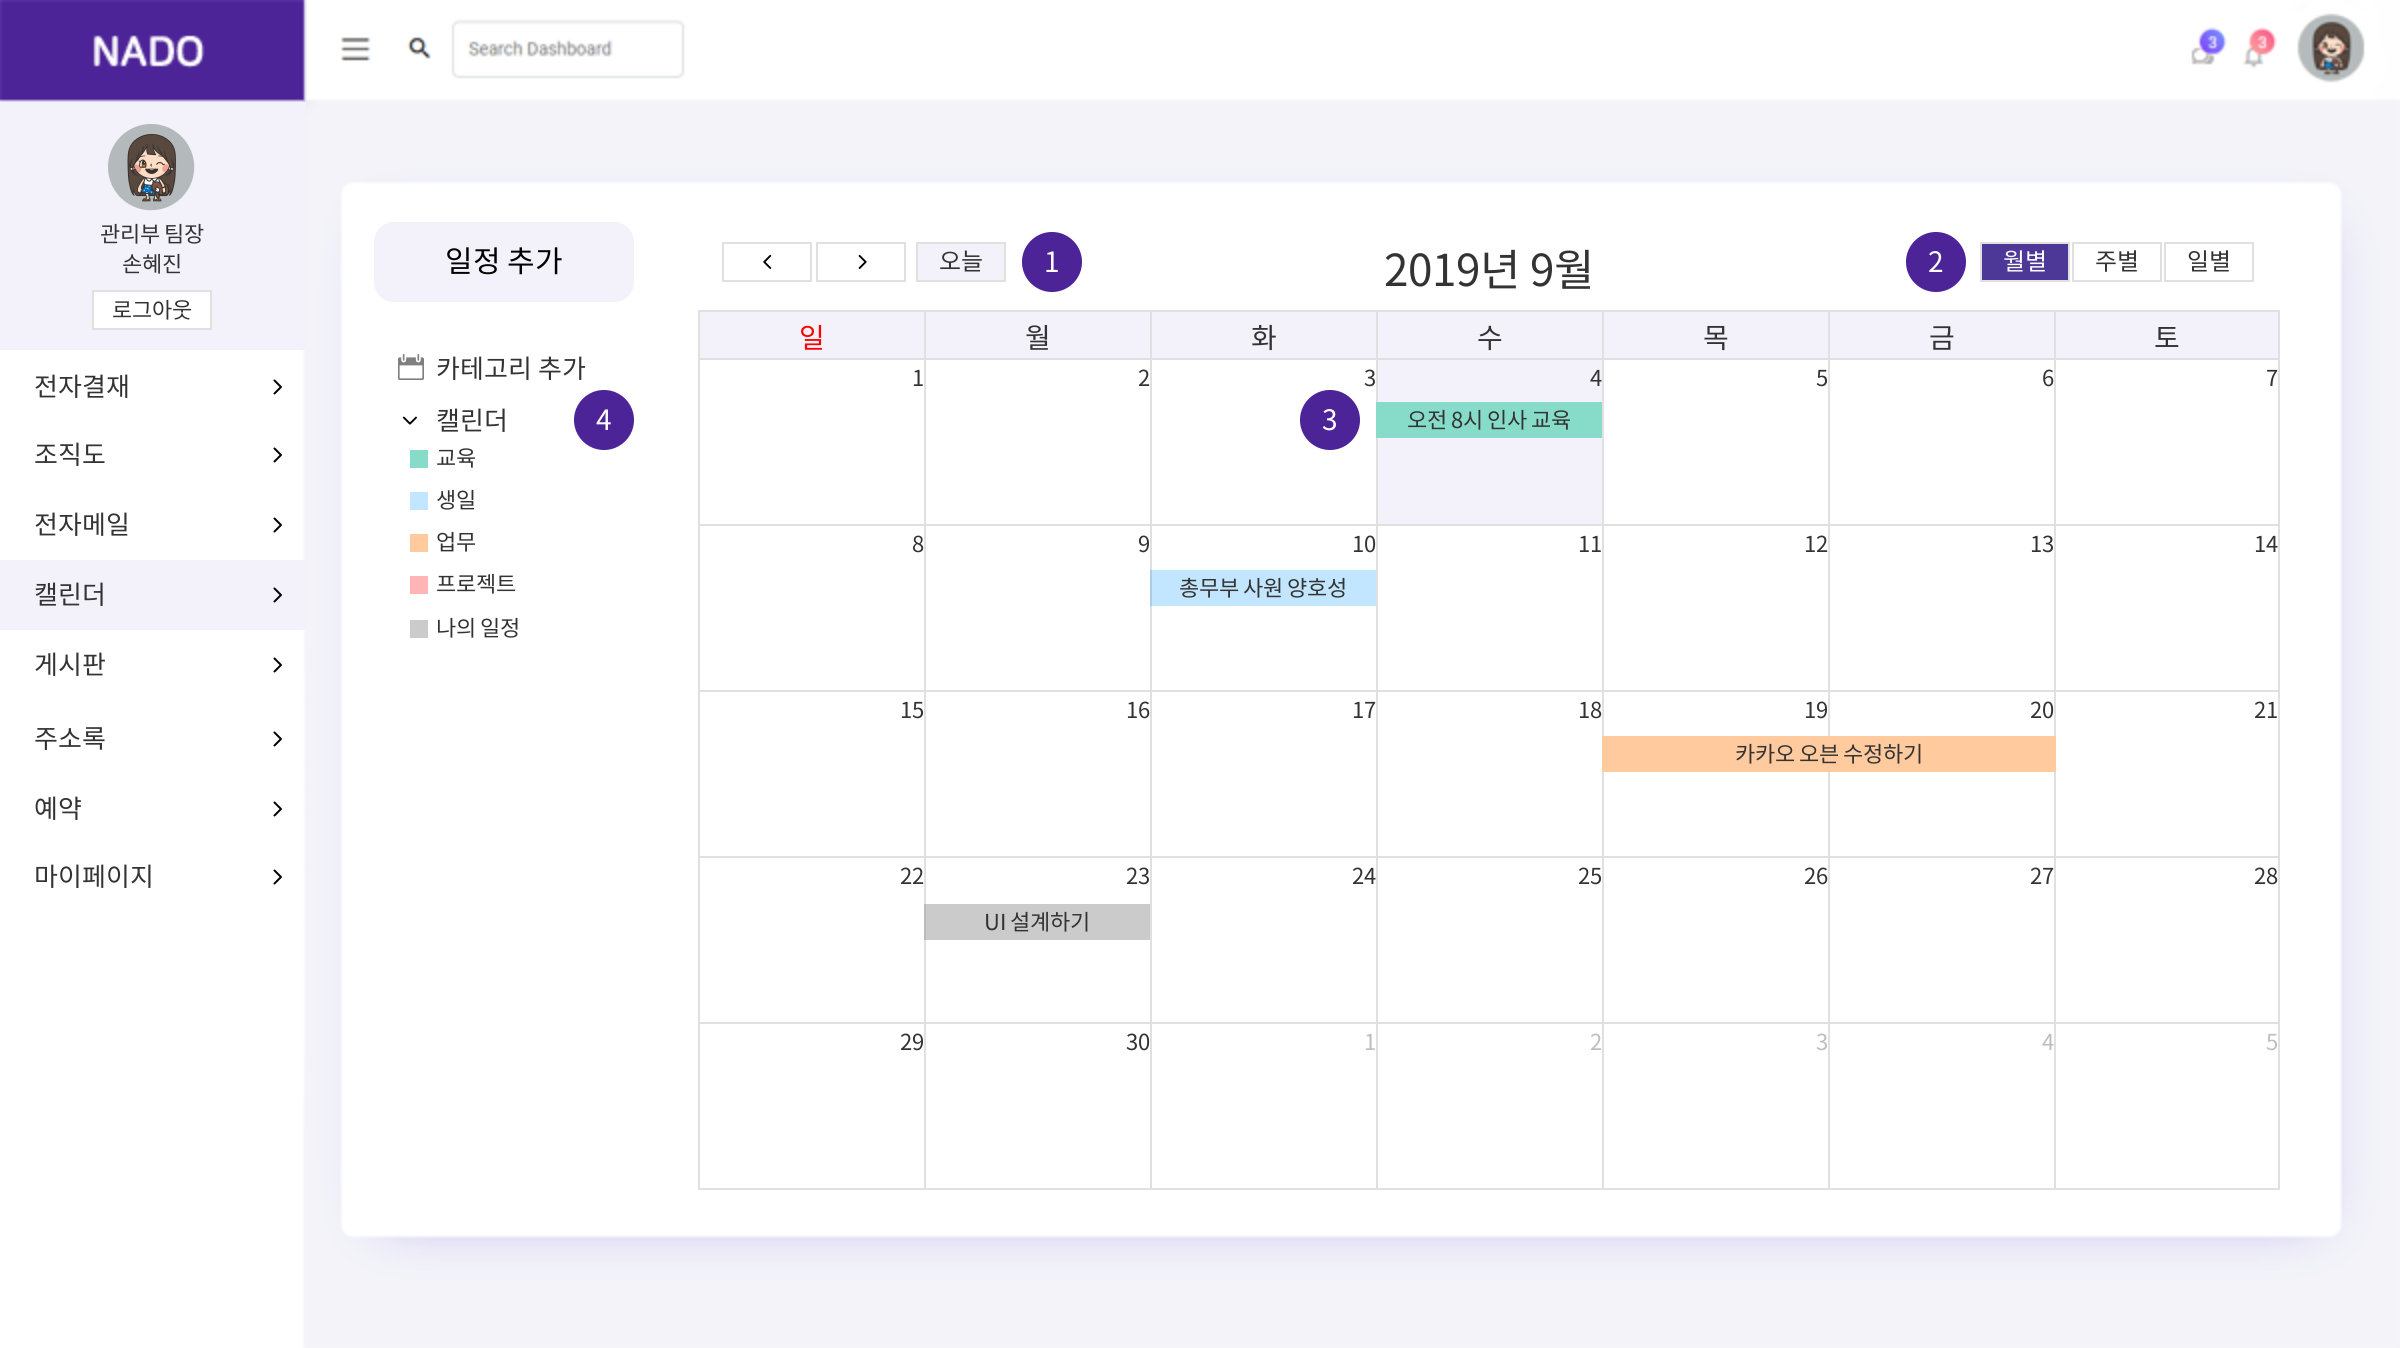 NADO
Search Dashboard
3
3
관리부 팀장
손혜진
로그아웃
전자결재
조직도
전자메일
캘린더
게시판
주소록
예약
마이페이지
일정 추가
카테고리 추가
캘린더
4
교육
생일
업무
프로젝트
나의 일정
오늘
1
2019년 9월
2
월별 주별 일별
일 월 화 수 목 금 토
1 2 3 4 5 6 7
3
오전 8시 인사 교육
8 9 10 11 12 13 14
총무부 사원 양호성
15 16 17 18 19 20 21
카카오 오븐 수정하기
22 23 24 25 26 27 28
UI 설계하기
29 30 1 2 3 4 5